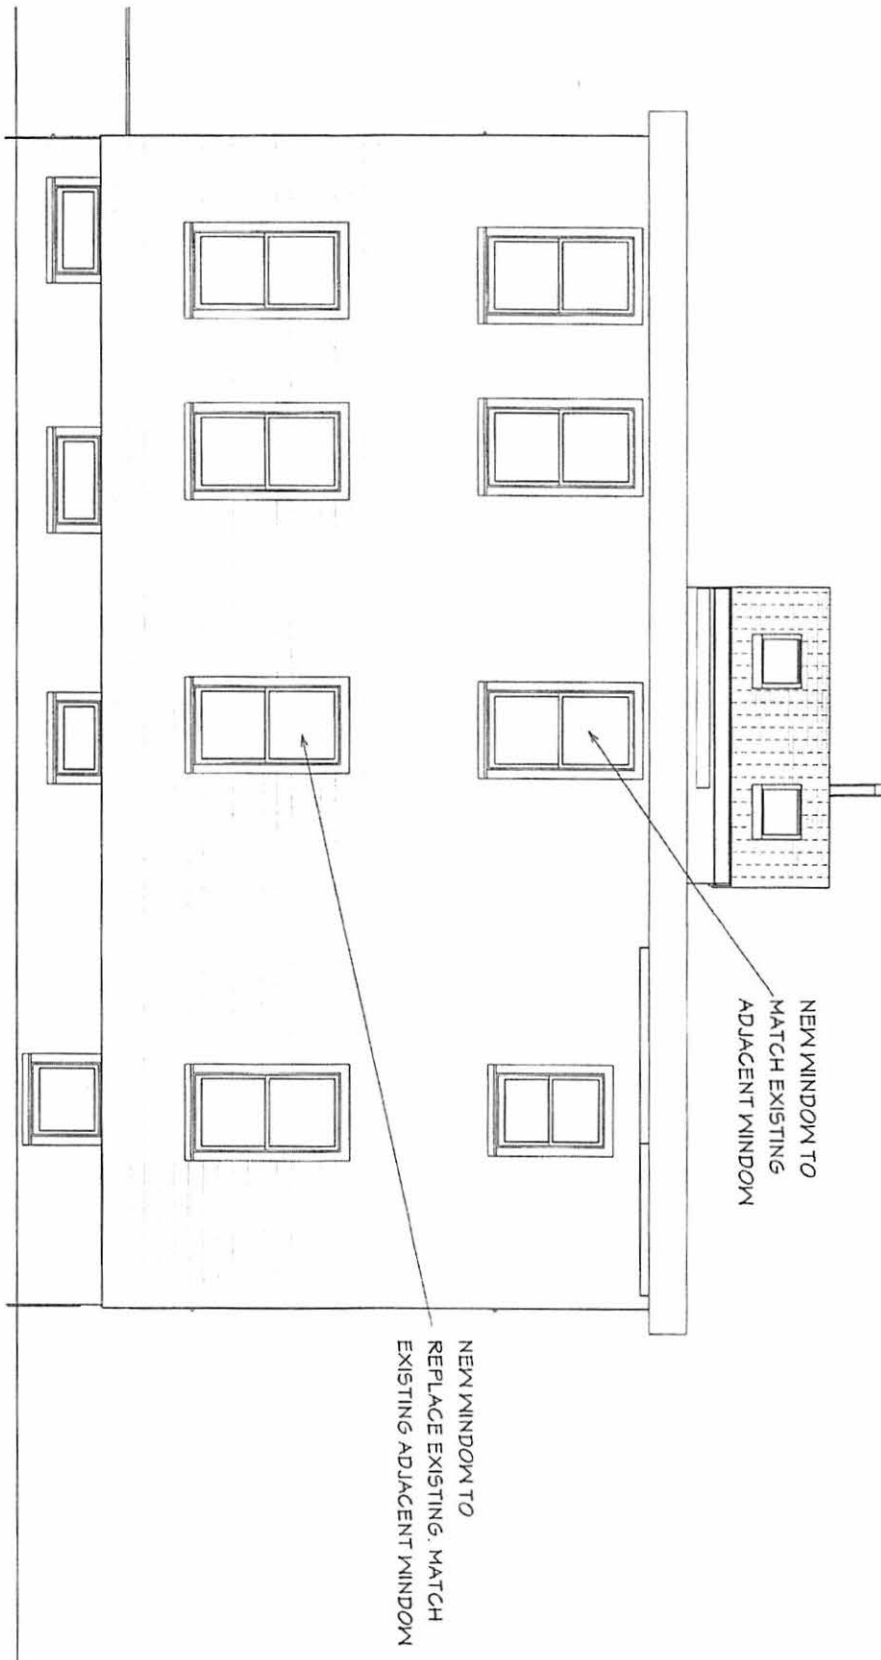 NEW WINDOW TO
MATCH EXISTING
ADJACENT WINDOW
NEW WINDOW TO
REPLACE EXISTING. MATCH
EXISTING ADJACENT WINDOW